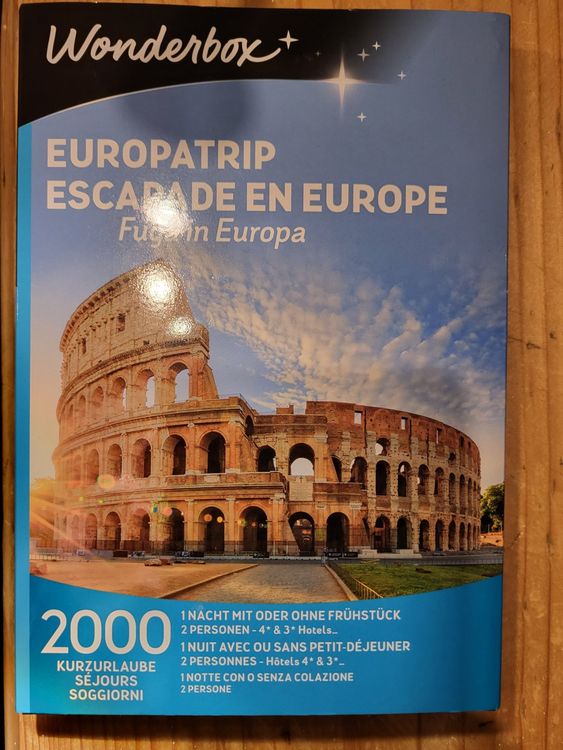 Wonderbox
EUROPATRIP
ESCAPADE EN EUROPE
Fuga in Europa
2000
KURZURLAUBE
SÉJOURS
SOGGIORNI
1 NACHT MIT ODER OHNE FRÜHSTÜCK
2 PERSONEN - 4* & 3* Hotels...
1 NUIT AVEC OU SANS PETIT-DÉJEUNER
2 PERSONNES - Hôtels 4* & 3*...
1 NOTTE CON O SENZA COLAZIONE
2 PERSONE